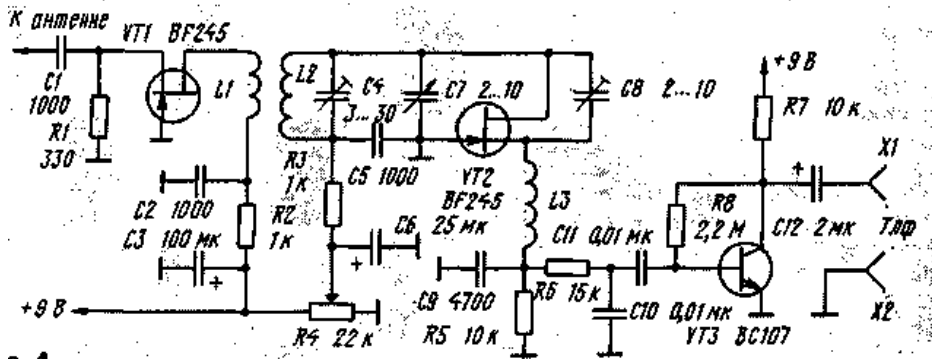 К антенне
VT1 BF245
C1
1000
R1
330
L1
L2
C4
3...30
C7 2...10
C8 2...10
+9 В
R7 10 к
X1
R3
1к
C5 1000
VT2
BF245
C2 1000
C3 100 мк
R2
1к
C6
25 мк
L3
C11 0,01 мк
R8
2,2 М
C12 2 мк
Тлф
+9 В
R4 22 к
C9 4700
R5 10 к
R6 15 к
C10 0,01 мк
VT3 BC107
X2